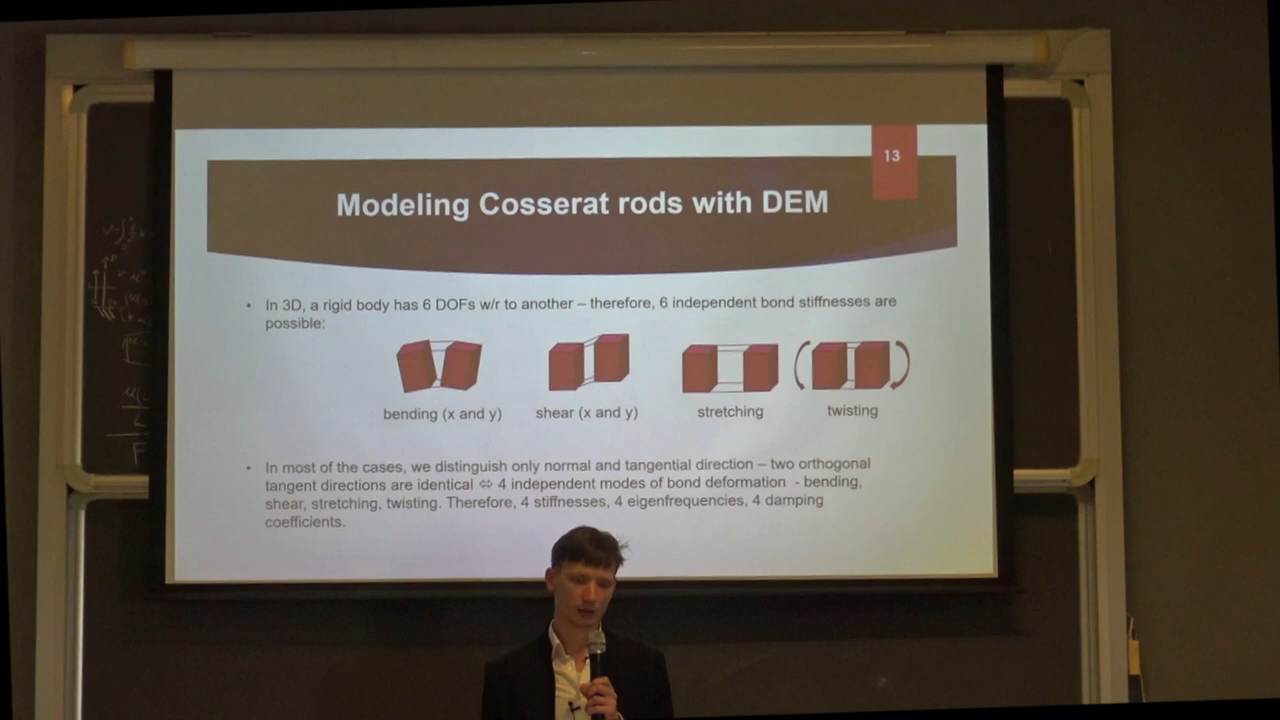 13
Modeling Cosserat rods with DEM
• In 3D, a rigid body has 6 DOFs w/r to another – therefore, 6 independent bond stiffnesses are
possible:
bending (x and y) shear (x and y) stretching twisting
• In most of the cases, we distinguish only normal and tangential direction – two orthogonal
tangent directions are identical ⇔ 4 independent modes of bond deformation - bending,
shear, stretching, twisting. Therefore, 4 stiffnesses, 4 eigenfrequencies, 4 damping
coefficients.